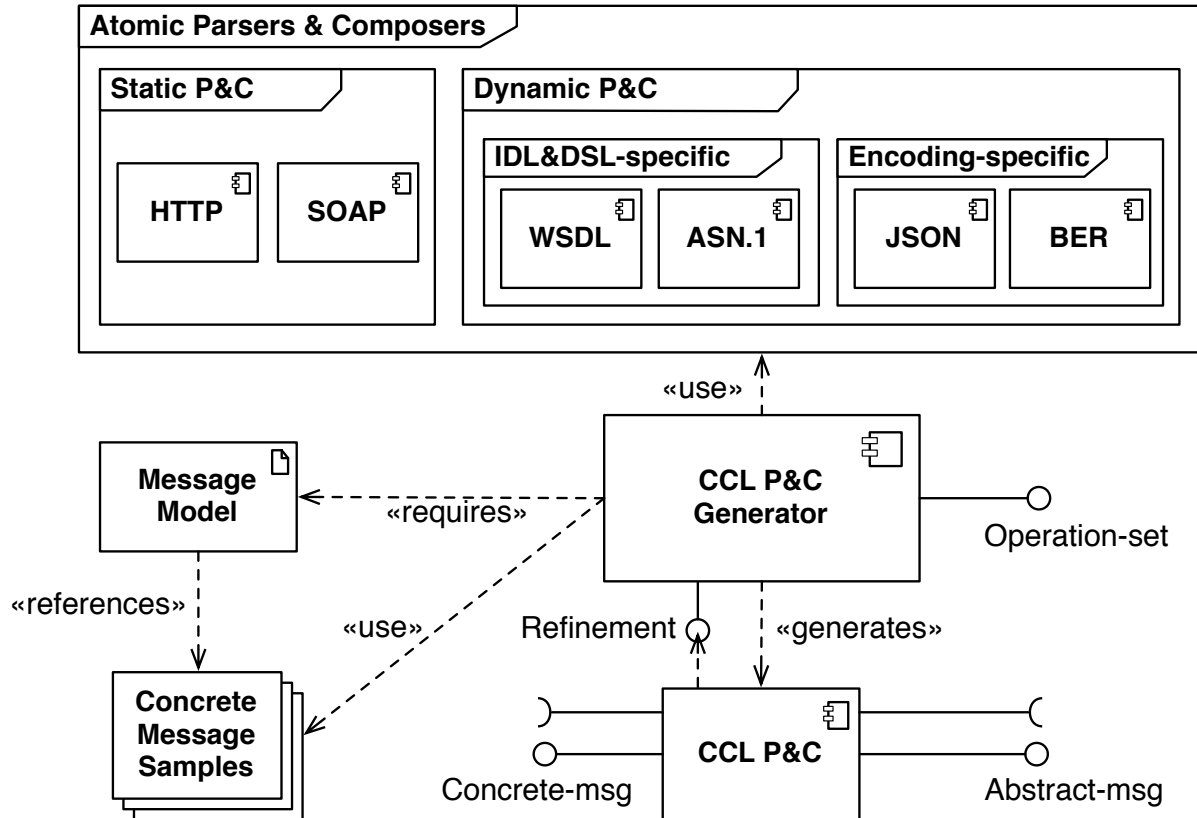 Atomic Parsers & Composers
Static P&C
Dynamic P&C
IDL&DSL-specific
Encoding-specific
HTTP
SOAP
WSDL
ASN.1
JSON
BER
«use»
Message
Model
CCL P&C
Generator
«requires»
Operation-set
«references»
«use»
Refinement
«generates»
Concrete
Message
Samples
CCL P&C
Concrete-msg
Abstract-msg